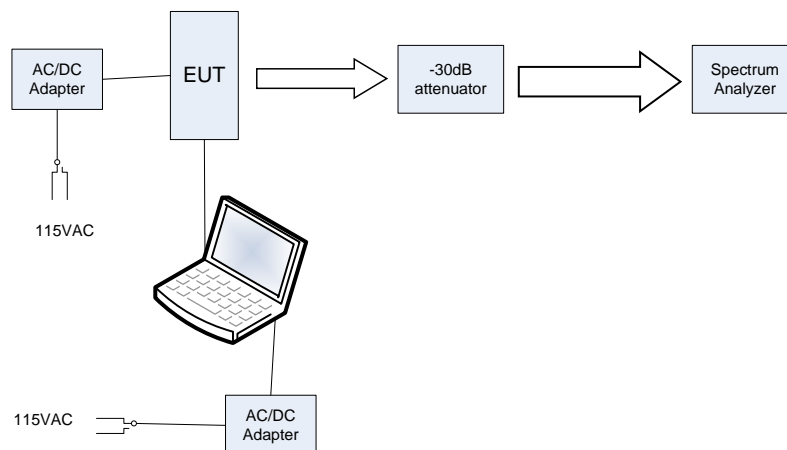 AC/DC
Adapter
EUT
-30dB
attenuator
Spectrum
Analyzer
115VAC
115VAC
AC/DC
Adapter